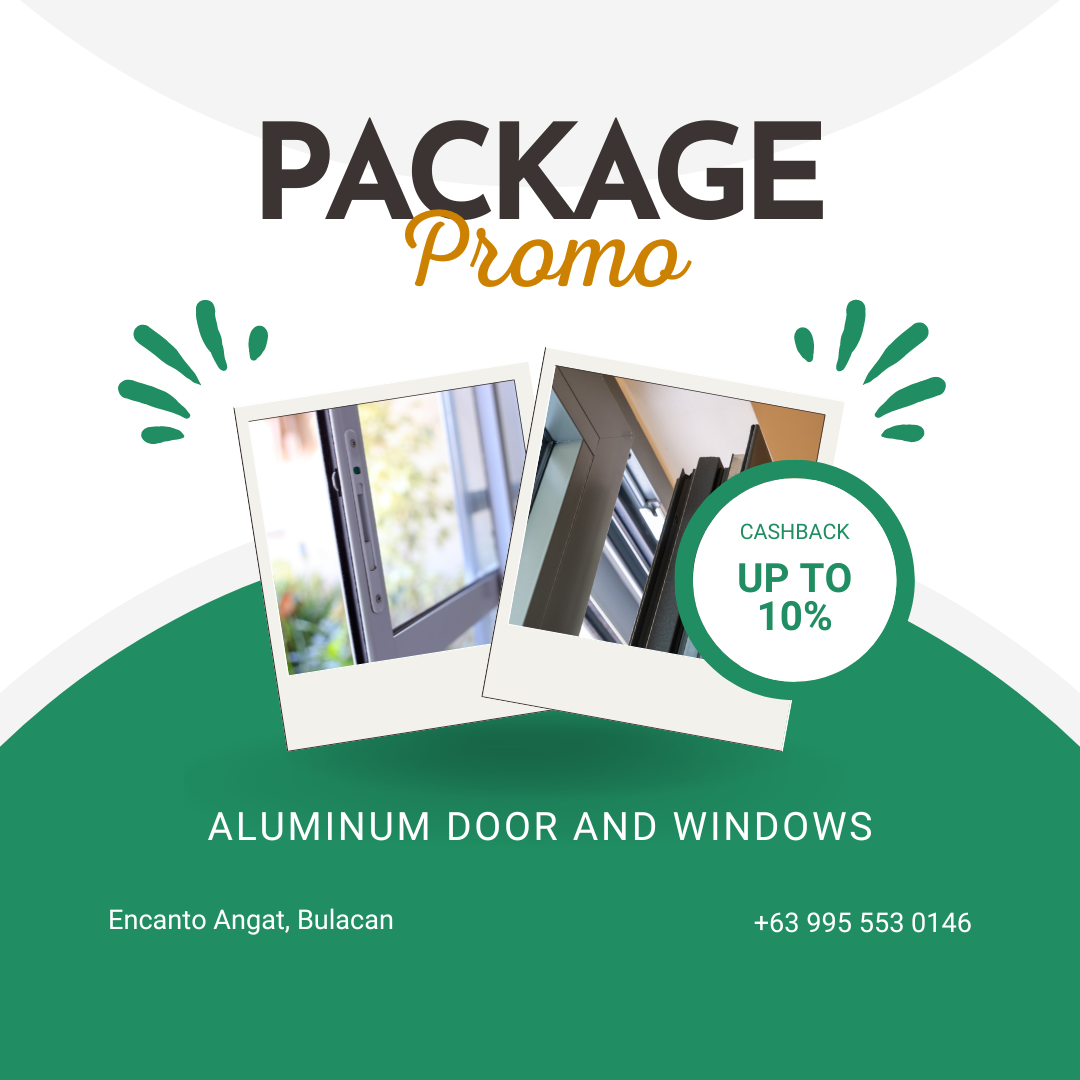 PACKAGE
Promo
CASHBACK
UP TO
10%
ALUMINUM DOOR AND WINDOWS
Encanto Angat, Bulacan
+63 995 553 0146